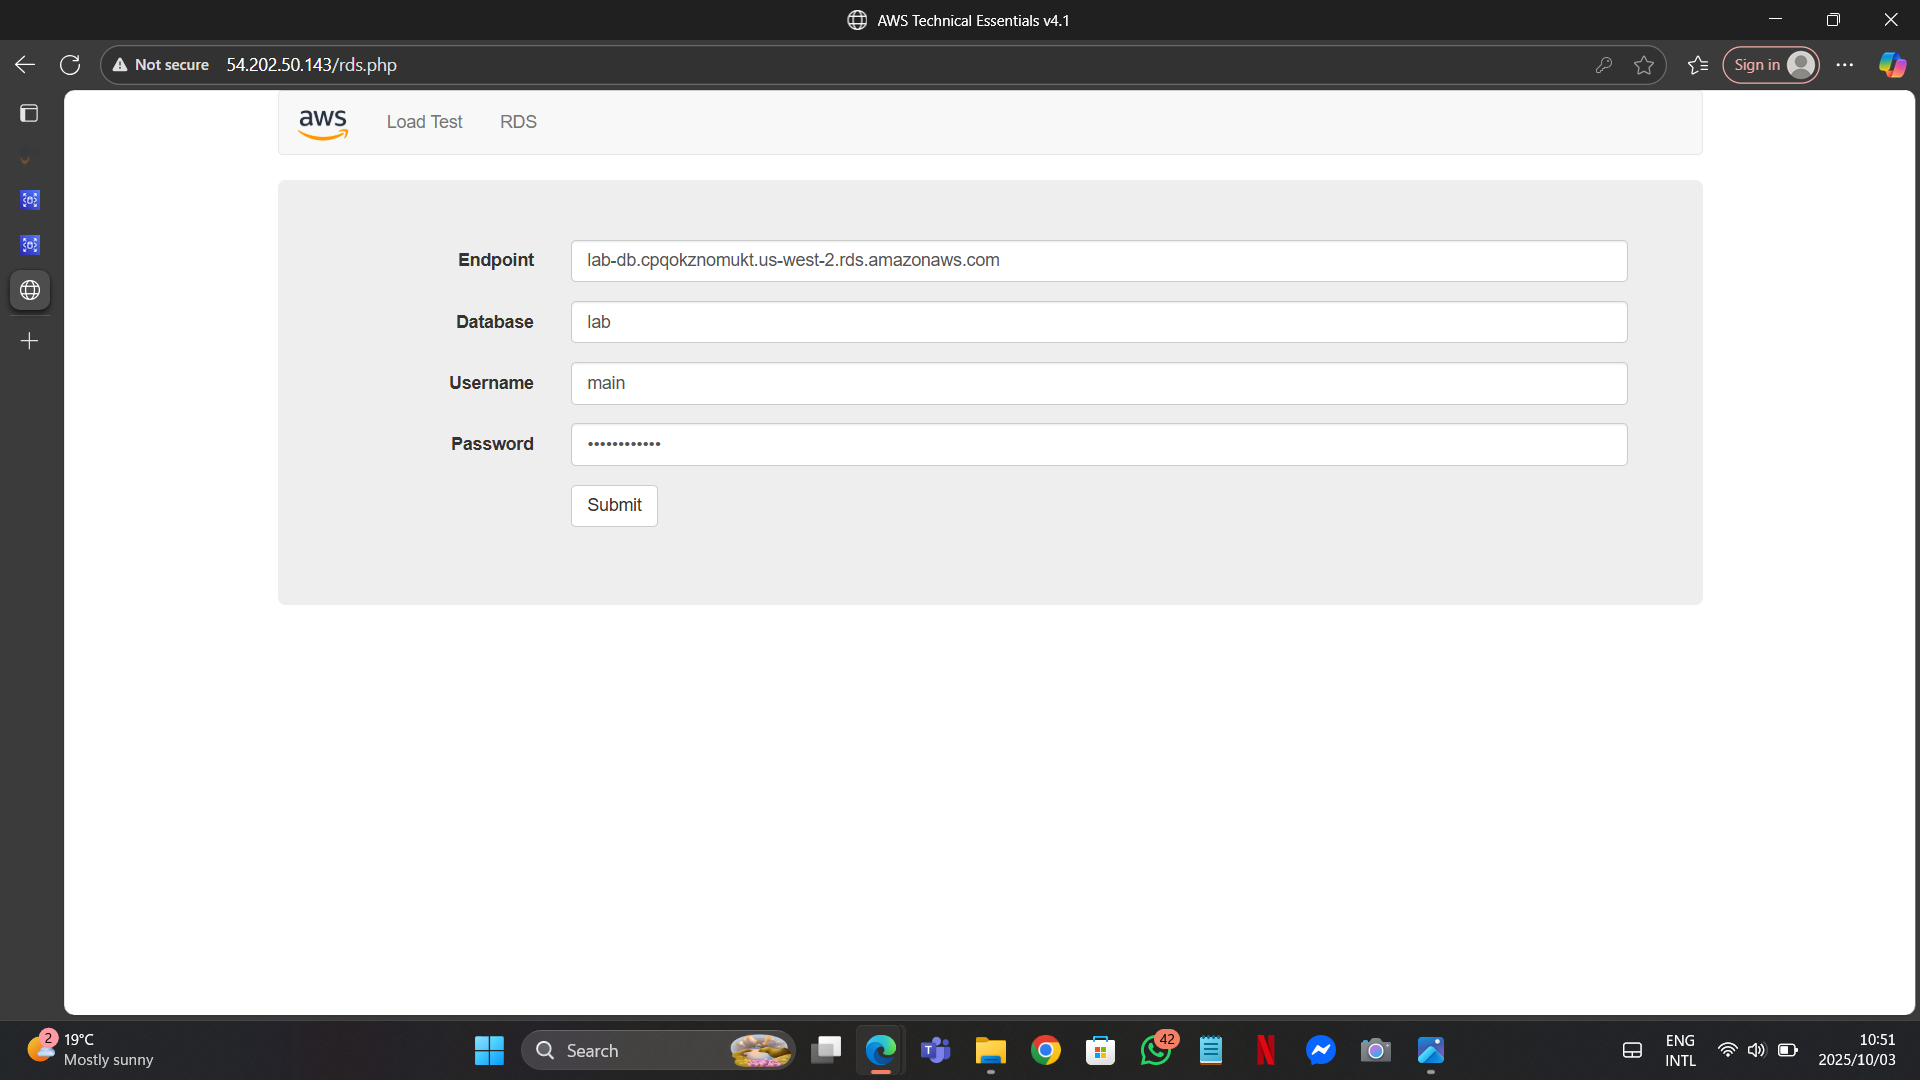 AWS Technical Essentials v4.1
Not secure 54.202.50.143/rds.php
Sign in
aws Load Test RDS
Endpoint lab-db.cpqokznomukt.us-west-2.rds.amazonaws.com
Database lab
Username main
Password ••••••••••••
Submit
2 19°C
Mostly sunny
Search
T
42
N
ENG
INTL
10:51
2025/10/03